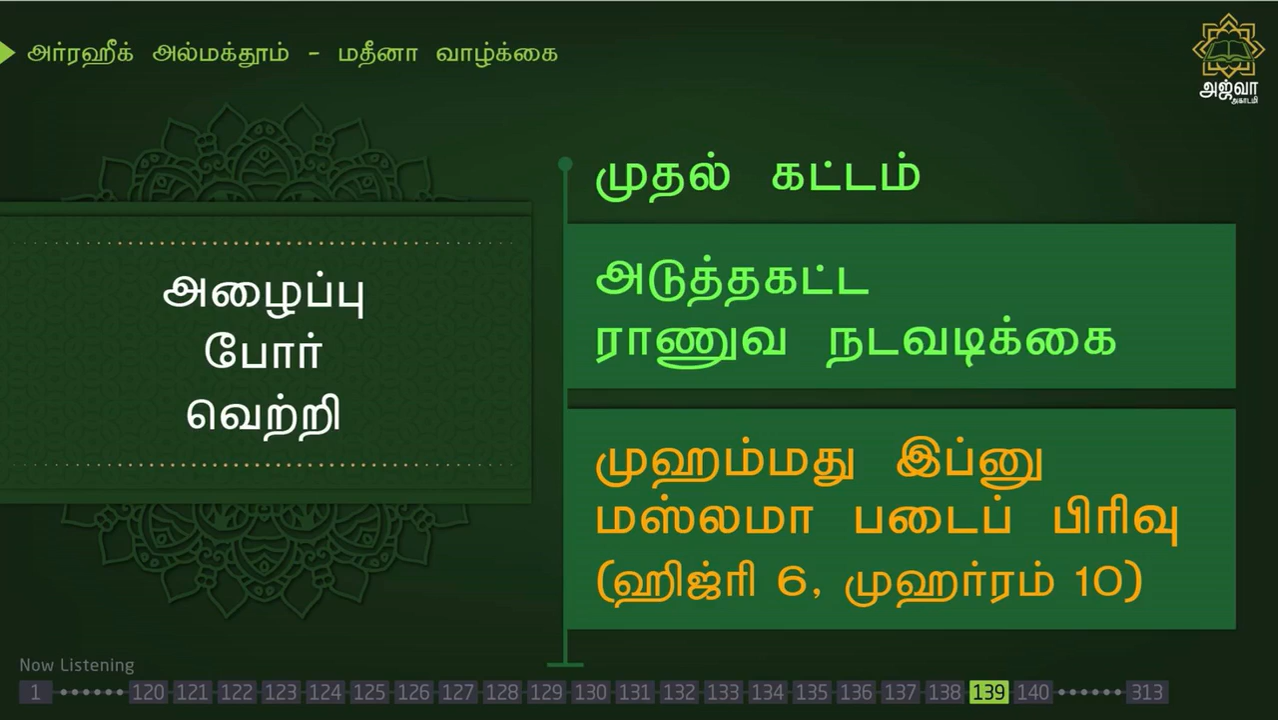 அர்ரஹீக் அல்மக்தூம் - மதீனா வாழ்க்கை
அஜ்வா
அகாடமி
அழைப்பு
போர்
வெற்றி
முதல் கட்டம்
அடுத்தகட்ட
ராணுவ நடவடிக்கை
முஹம்மது இப்னு
மஸ்லமா படைப் பிரிவு
(ஹிஜ்ரி 6, முஹர்ரம் 10)
Now Listening
1 120 121 122 123 124 125 126 127 128 129 130 131 132 133 134 135 136 137 138 139 140 313